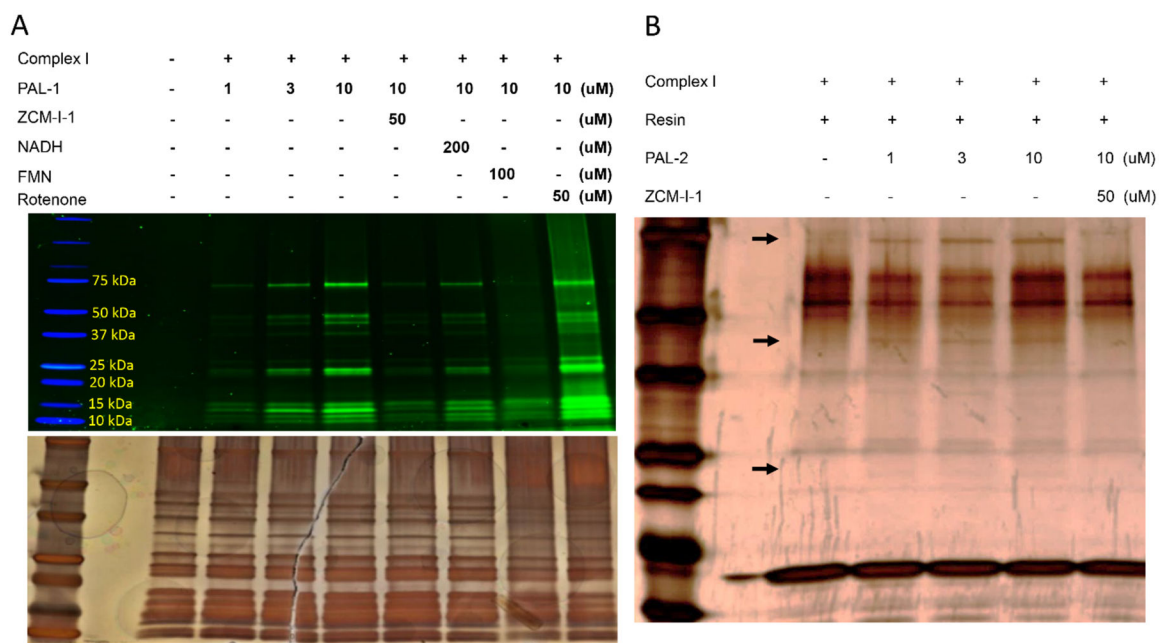 A
Complex I - + + + + + + +
PAL-1 - 1 3 10 10 10 10 10 (uM)
ZCM-I-1 - - - - 50 - - - (uM)
NADH - - - - - 200 - - (uM)
FMN - - - - - - 100 - (uM)
Rotenone - - - - - - - 50 (uM)
75 kDa
50 kDa
37 kDa
25 kDa
20 kDa
15 kDa
10 kDa
B
Complex I + + + + +
Resin + + + + +
PAL-2 - 1 3 10 10 (uM)
ZCM-I-1 - - - - 50 (uM)